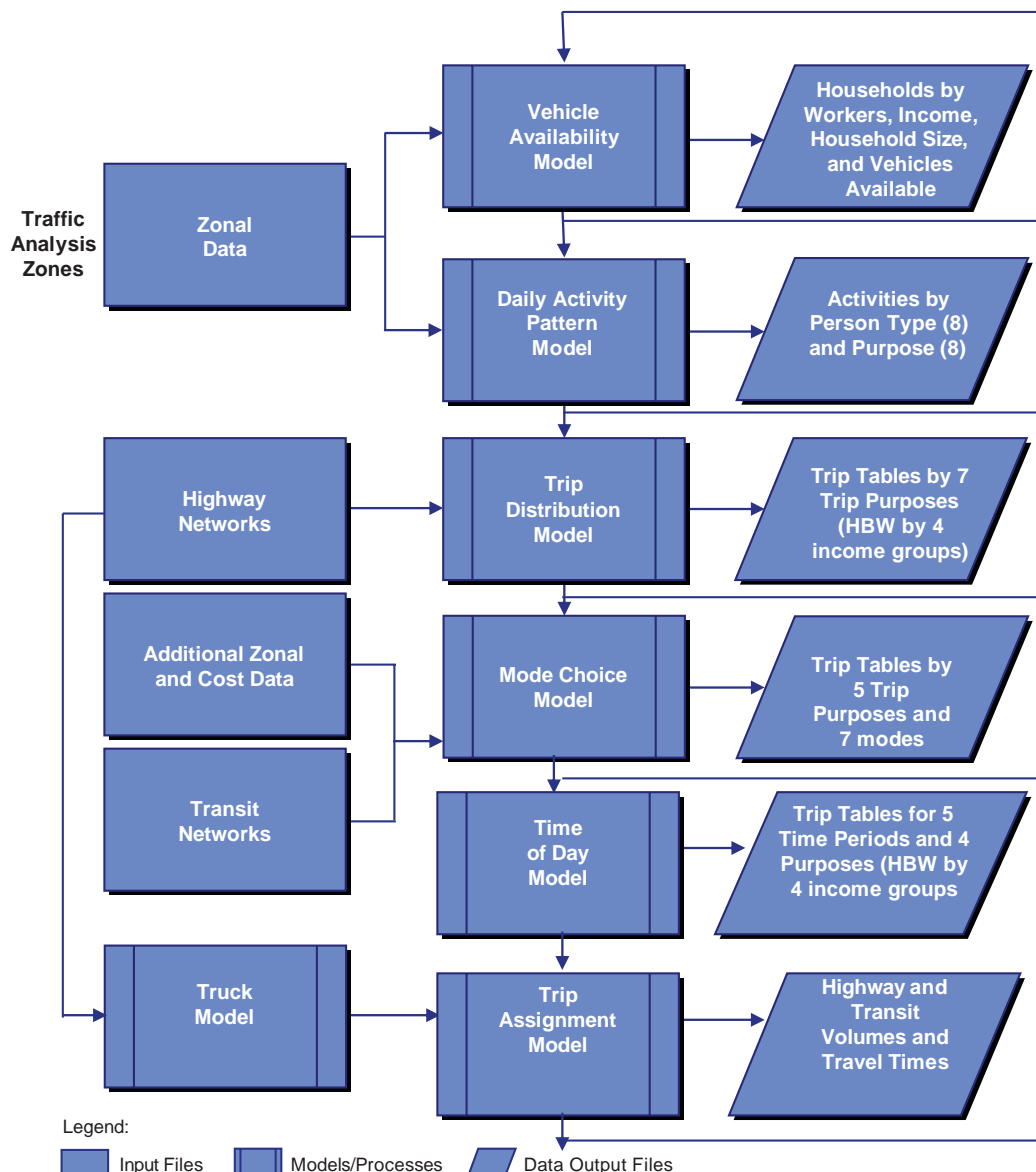 Vehicle
Availability
Model
Households by
Workers, Income,
Household Size,
and Vehicles
Available
Traffic
Analysis
Zones
Zonal
Data
Daily Activity
Pattern
Model
Activities by
Person Type (8)
and Purpose (8)
Highway
Networks
Trip
Distribution
Model
Trip Tables by 7
Trip Purposes
(HBW by 4
income groups)
Additional Zonal
and Cost Data
Mode Choice
Model
Trip Tables by
5 Trip
Purposes and
7 modes
Transit
Networks
Time
of Day
Model
Trip Tables for 5
Time Periods and 4
Purposes (HBW by
4 income groups
Truck
Model
Trip
Assignment
Model
Highway and
Transit
Volumes and
Travel Times
Legend:
Input Files
Models/Processes
Data Output Files